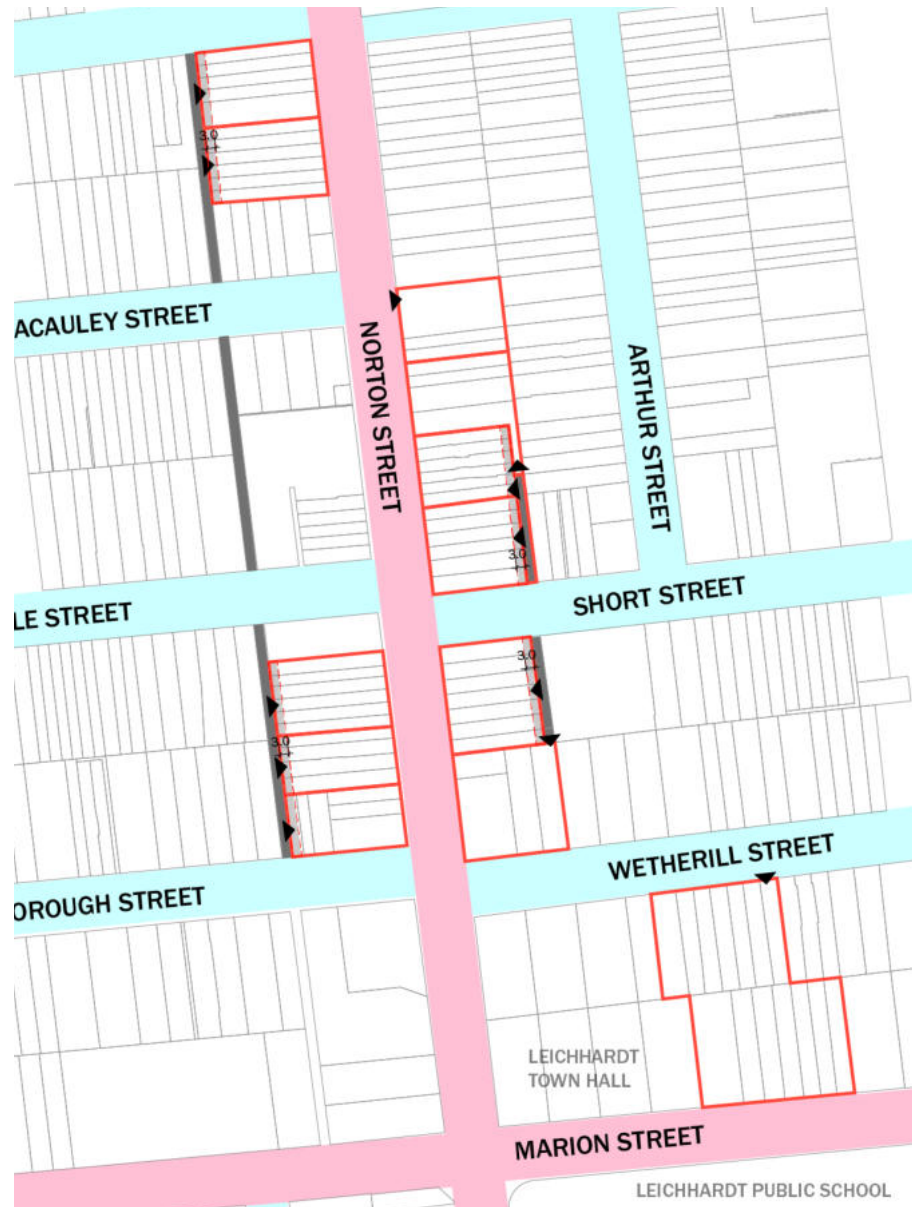 3.0
ACAULEY STREET
NORTON STREET
ARTHUR STREET
3.0
LE STREET
SHORT STREET
3.0
3.0
WETHERILL STREET
OROUGH STREET
LEICHHARDT
TOWN HALL
MARION STREET
LEICHHARDT PUBLIC SCHOOL